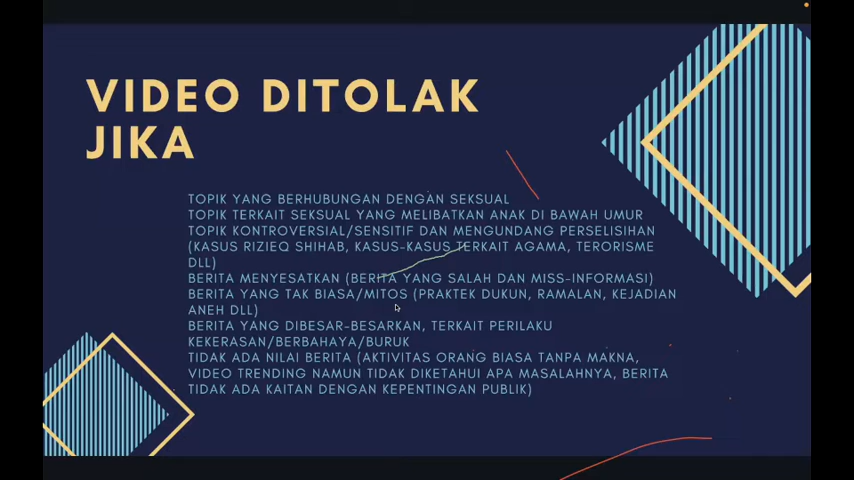 VIDEO DITOLAK
JIKA
TOPIK YANG BERHUBUNGAN DENGAN SEKSUAL
TOPIK TERKAIT SEKSUAL YANG MELIBATKAN ANAK DI BAWAH UMUR
TOPIK KONTROVERSIAL/SENSITIF DAN MENGUNDANG PERSELISIHAN
(KASUS RIZIEQ SHIHAB, KASUS-KASUS TERKAIT AGAMA, TERORISME
DLL)
BERITA MENYESATKAN (BERITA YANG SALAH DAN MISS-INFORMASI)
BERITA YANG TAK BIASA/MITOS (PRAKTEK DUKUN, RAMALAN, KEJADIAN
ANEH DLL)
BERITA YANG DIBESAR-BESARKAN, TERKAIT PERILAKU
KEKERASAN/BERBAHAYA/BURUK
TIDAK ADA NILAI BERITA (AKTIVITAS ORANG BIASA TANPA MAKNA,
VIDEO TRENDING NAMUN TIDAK DIKETAHUI APA MASALAHNYA, BERITA
TIDAK ADA KAITAN DENGAN KEPENTINGAN PUBLIK)